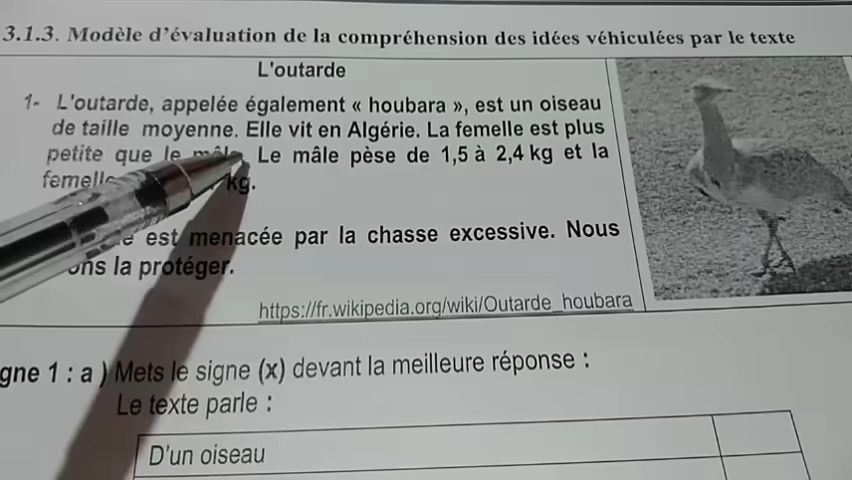 3.1.3. Modèle d'évaluation de la compréhension des idées véhiculées par le texte
L'outarde
1- L'outarde, appelée également « houbara », est un oiseau
de taille moyenne. Elle vit en Algérie. La femelle est plus
petite que le mâle. Le mâle pèse de 1,5 à 2,4 kg et la
femelle kg.
est menacée par la chasse excessive. Nous
la protéger.
https://fr.wikipedia.org/wiki/Outarde_houbara
gne 1 : a ) Mets le signe (x) devant la meilleure réponse :
Le texte parle :
D'un oiseau